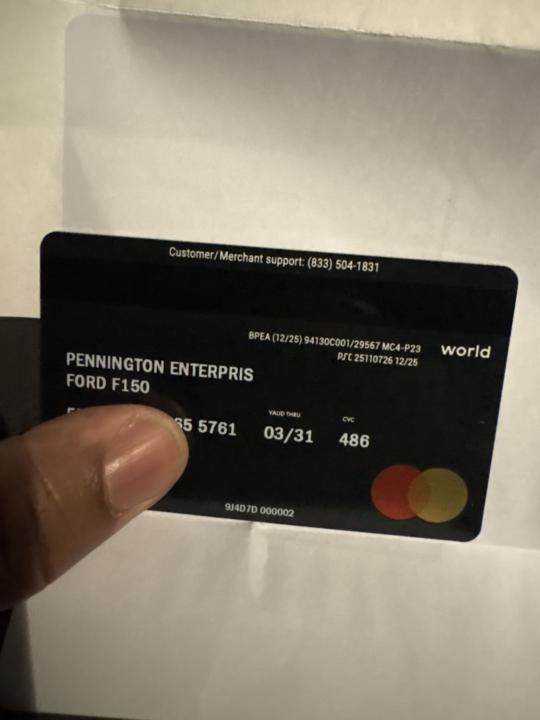 Customer/Merchant support: (833) 504-1831
BPEA (12/25) 94130C001/29567 MC4-P23
25110726 12/25
world
PENNINGTON ENTERPRIS
FORD F150
VALID THRU
CVC
5761 03/31 486
9J4D7D 000002